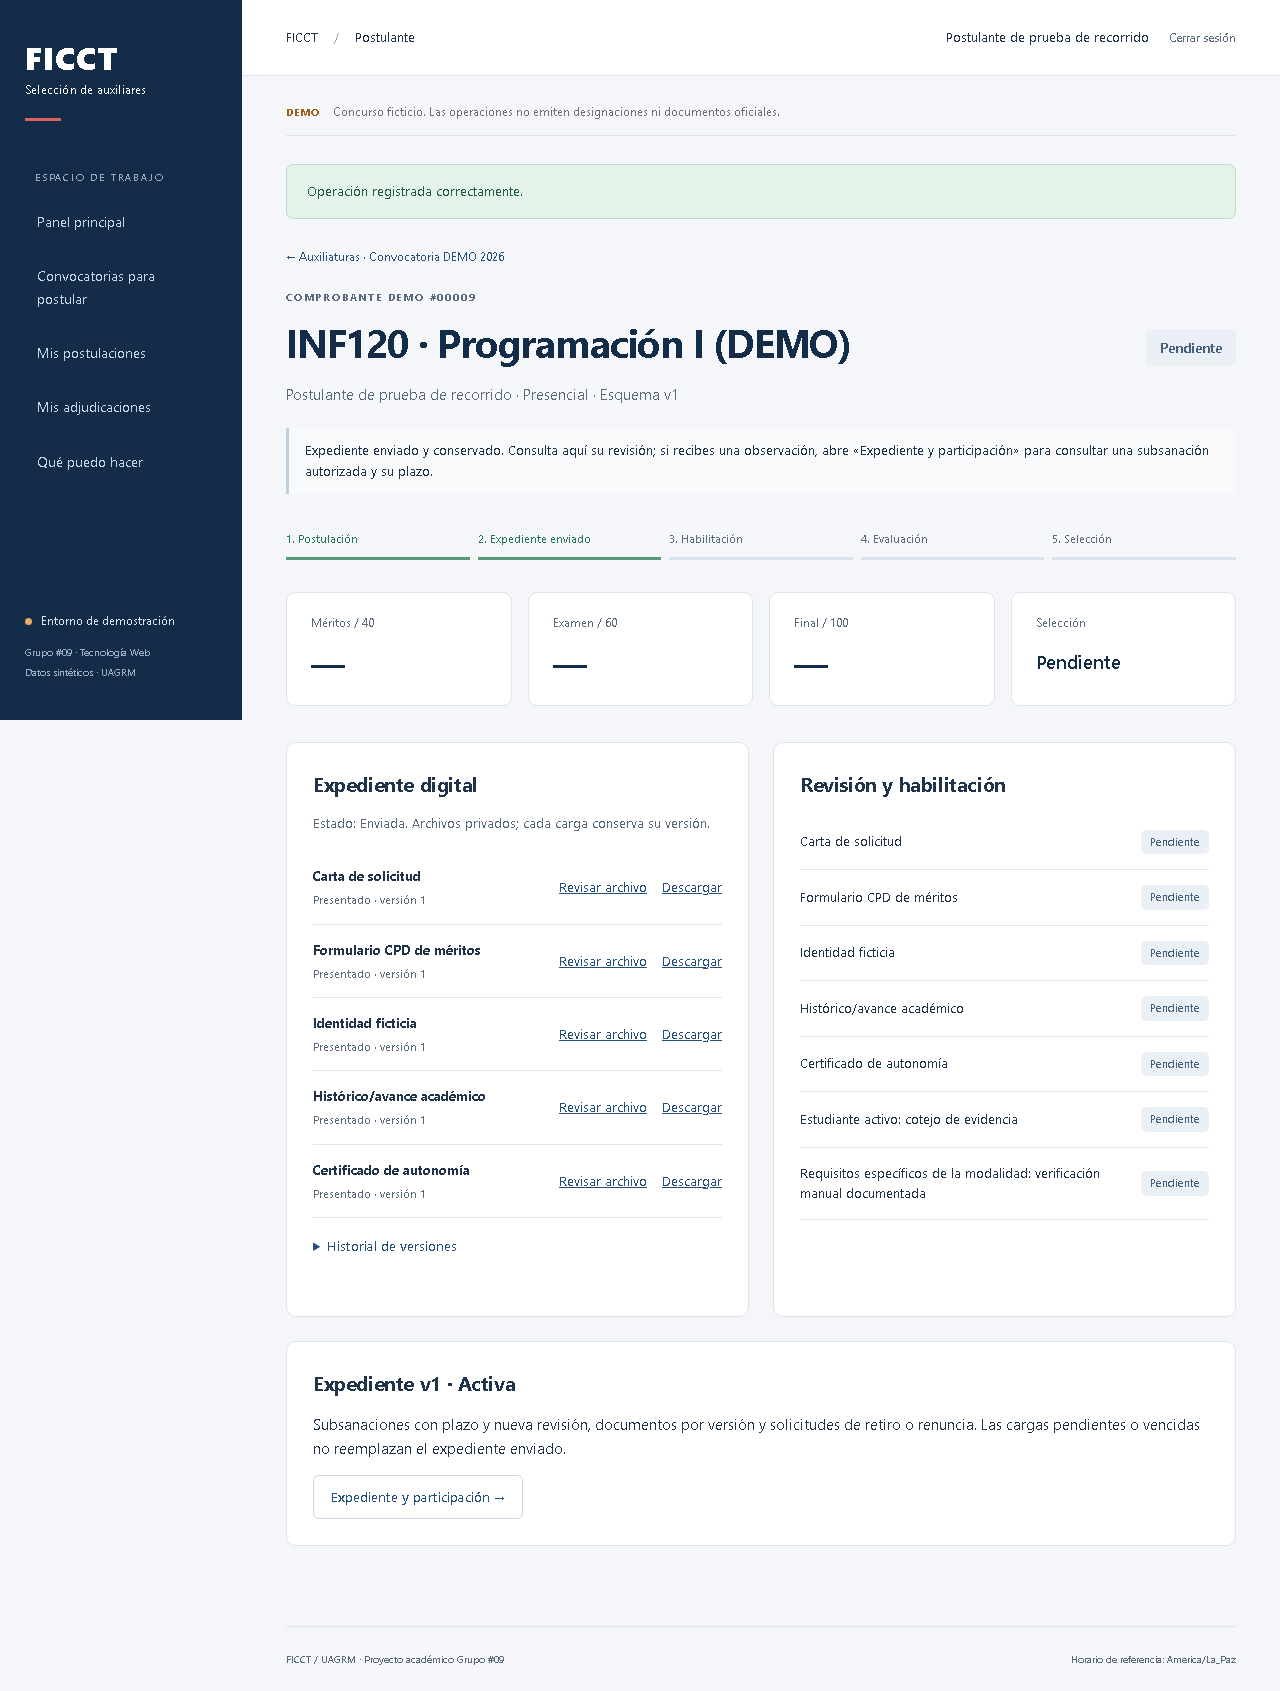 FICCT
Selección de auxiliares
ESPACIO DE TRABAJO
Panel principal
Convocatorias para
postular
Mis postulaciones
Mis adjudicaciones
Qué puedo hacer
Entorno de demostración
Grupo #09 · Tecnología Web
Datos sintéticos · UAGRM
FICCT / Postulante
Postulante de prueba de recorrido Cerrar sesión
DEMO Concurso ficticio. Las operaciones no emiten designaciones ni documentos oficiales.
Operación registrada correctamente.
← Auxiliaturas · Convocatoria DEMO 2026
COMPROBANTE DEMO #00009
INF120 · Programación I (DEMO)
Pendiente
Postulante de prueba de recorrido · Presencial · Esquema v1
Expediente enviado y conservado. Consulta aquí su revisión; si recibes una observación, abre «Expediente y participación» para consultar una subsanación
autorizada y su plazo.
1. Postulación
2. Expediente enviado
3. Habilitación
4. Evaluación
5. Selección
Méritos / 40
—
Examen / 60
—
Final / 100
—
Selección
Pendiente
Expediente digital
Estado: Enviada. Archivos privados; cada carga conserva su versión.
Carta de solicitud
Presentado · versión 1
Revisar archivo Descargar
Formulario CPD de méritos
Presentado · versión 1
Revisar archivo Descargar
Identidad ficticia
Presentado · versión 1
Revisar archivo Descargar
Histórico/avance académico
Presentado · versión 1
Revisar archivo Descargar
Certificado de autonomía
Presentado · versión 1
Revisar archivo Descargar
▶ Historial de versiones
Revisión y habilitación
Carta de solicitud Pendiente
Formulario CPD de méritos Pendiente
Identidad ficticia Pendiente
Histórico/avance académico Pendiente
Certificado de autonomía Pendiente
Estudiante activo: cotejo de evidencia Pendiente
Requisitos específicos de la modalidad: verificación
manual documentada
Pendiente
Expediente v1 · Activa
Subsanaciones con plazo y nueva revisión, documentos por versión y solicitudes de retiro o renuncia. Las cargas pendientes o vencidas
no reemplazan el expediente enviado.
Expediente y participación →
FICCT / UAGRM · Proyecto académico Grupo #09
Horario de referencia: America/La_Paz